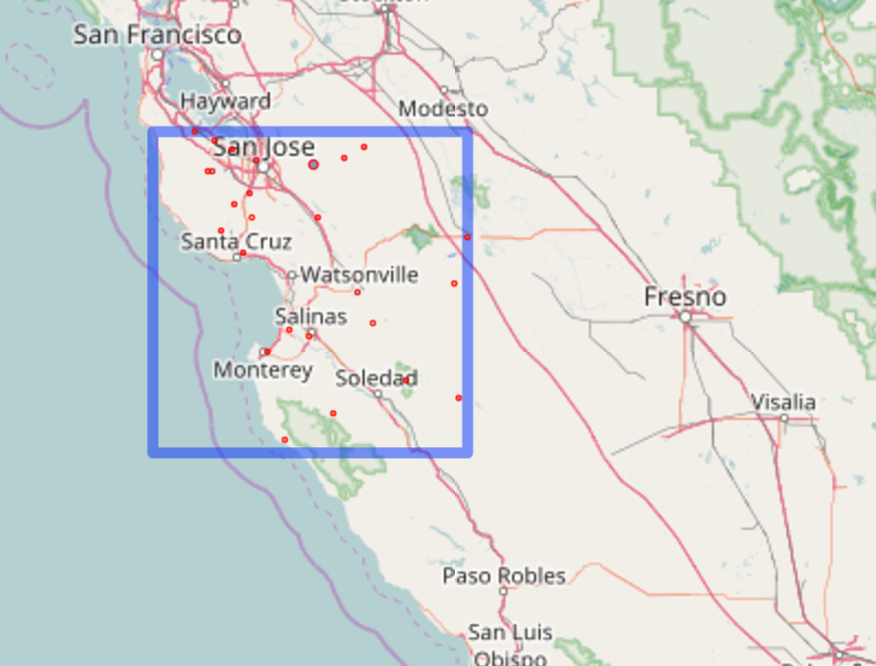 San Francisco
Hayward
Modesto
San Jose
Santa Cruz
Watsonville
Fresno
Salinas
Monterey
Soledad
Visalia
Paso Robles
San Luis
Obispo